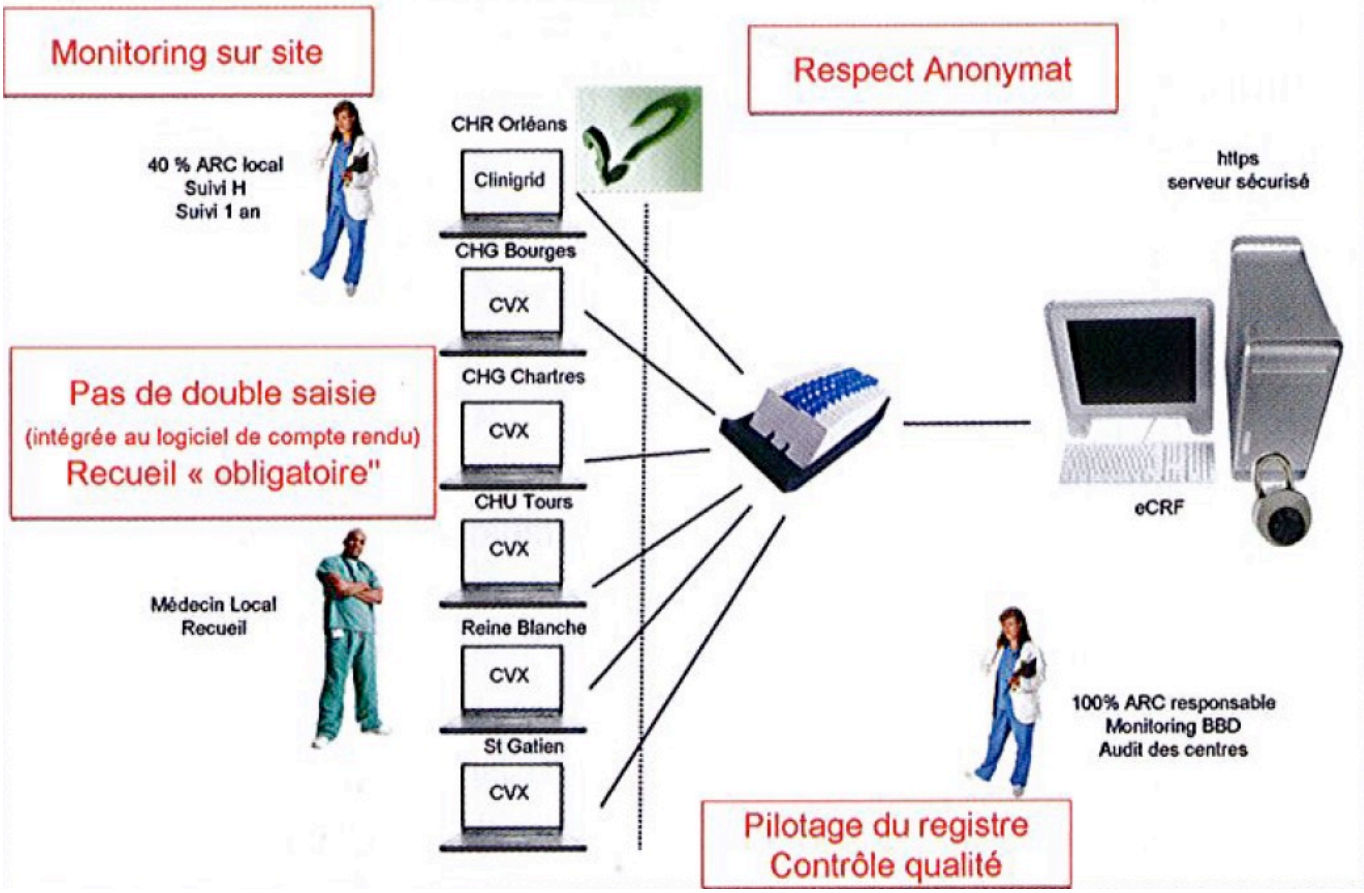 Monitoring sur site
Respect Anonymat
40 % ARC local
Suivi H
Suivi 1 an
CHR Orléans
Clinigrid
https
serveur sécurisé
CHG Bourges
CVX
Pas de double saisie
(intégrée au logiciel de compte rendu)
Recueil « obligatoire"
CHG Chartres
CVX
CHU Tours
CVX
eCRF
Médecin Local
Recueil
Reine Blanche
CVX
St Gatien
CVX
100% ARC responsable
Monitoring BBD
Audit des centres
Pilotage du registre
Contrôle qualité